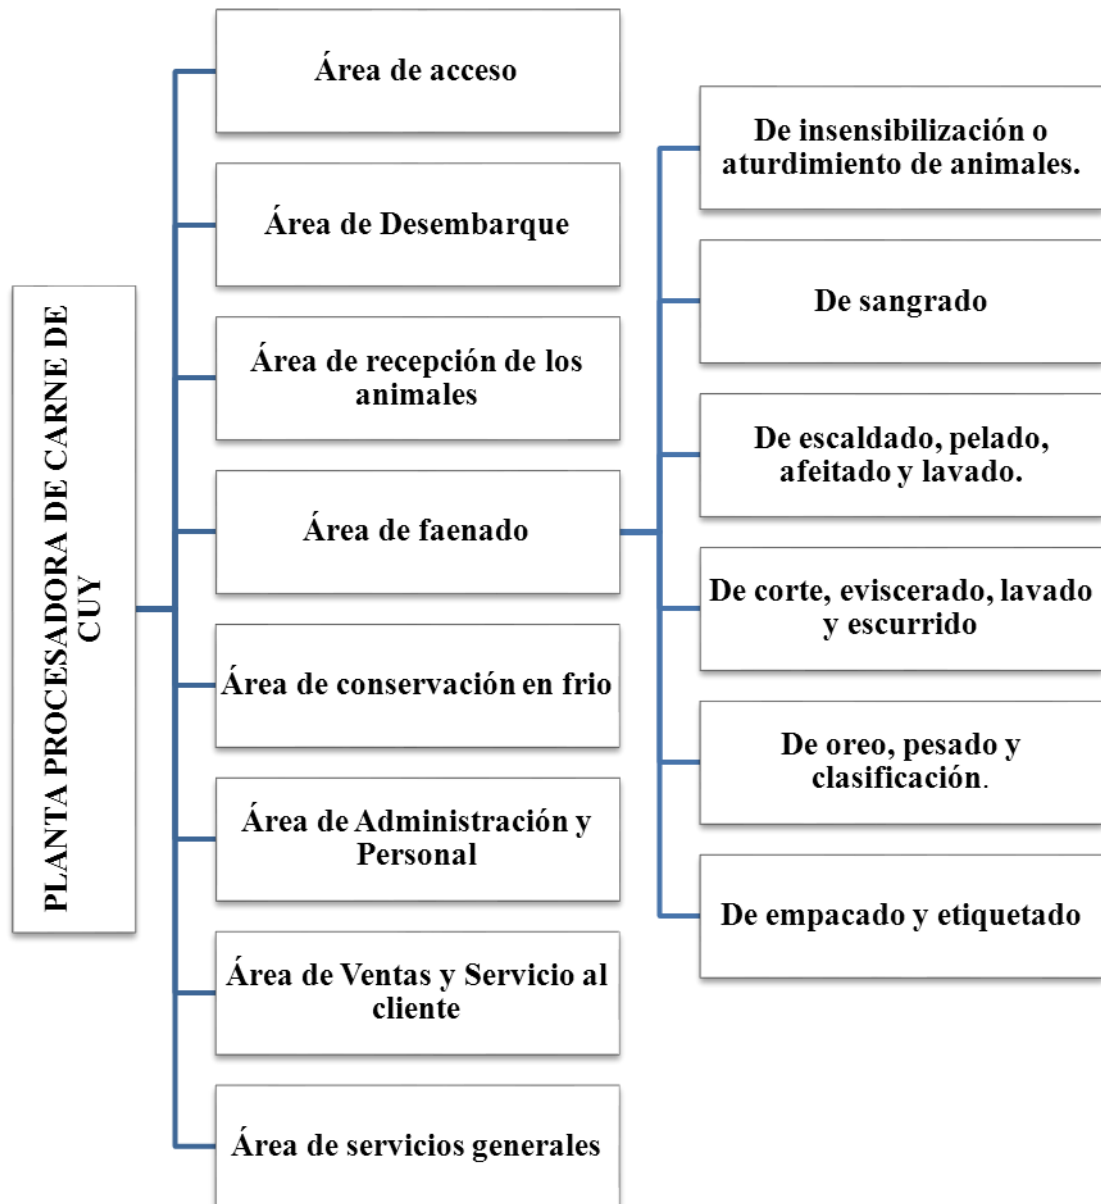 PLANTA PROCESADORA DE CARNE DE
CUY
Área de acceso
Área de Desembarque
Área de recepción de los
animales
Área de faenado
Área de conservación en frio
Área de Administración y
Personal
Área de Ventas y Servicio al
cliente
Área de servicios generales
De insensibilización o
aturdimiento de animales.
De sangrado
De escaldado, pelado,
afeitado y lavado.
De corte, eviscerado, lavado
y escurrido
De oreo, pesado y
clasificación.
De empacado y etiquetado